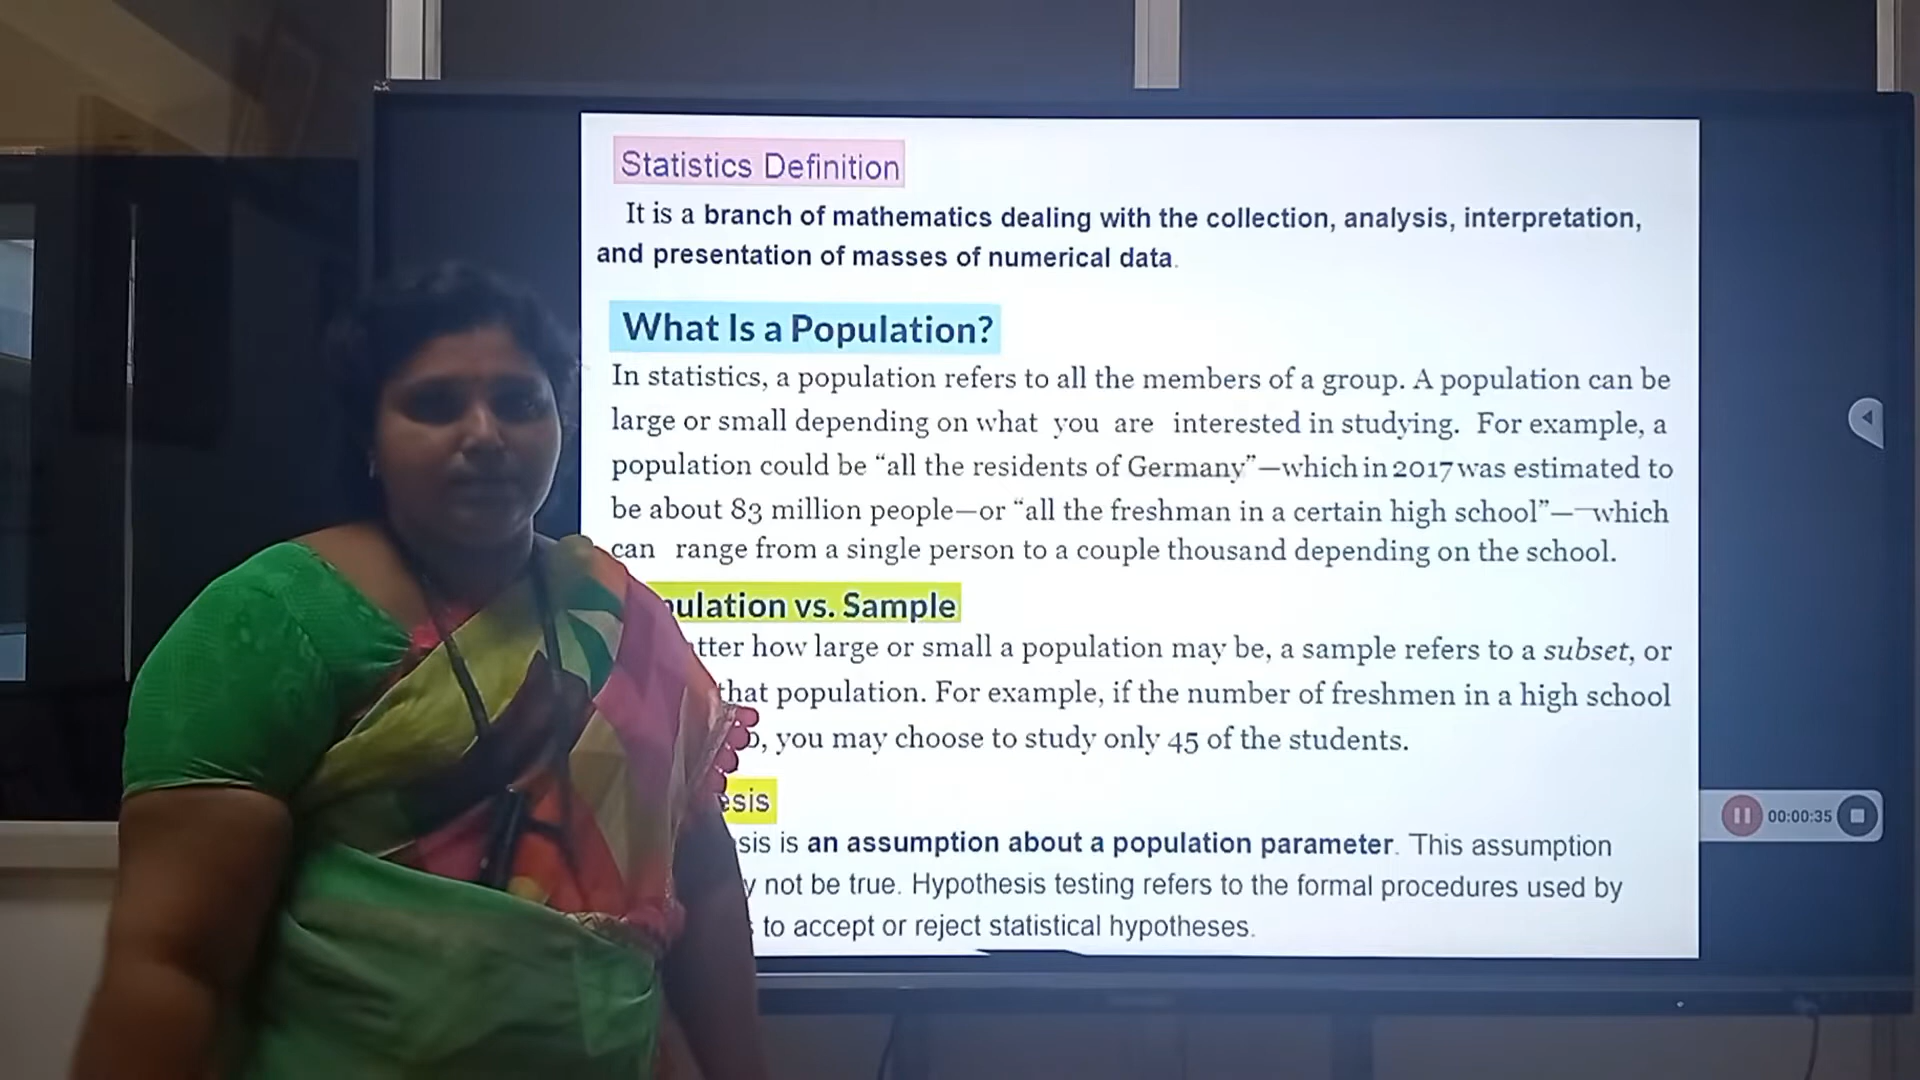 Statistics Definition
It is a branch of mathematics dealing with the collection, analysis, interpretation,
and presentation of masses of numerical data.
What Is a Population?
In statistics, a population refers to all the members of a group. A population can be
large or small depending on what you are interested in studying. For example, a
population could be “all the residents of Germany”—which in 2017 was estimated to
be about 83 million people—or “all the freshman in a certain high school”—which
can range from a single person to a couple thousand depending on the school.
vs. Sample
how large or small a population may be, a sample refers to a subset, or
that population. For example, if the number of freshmen in a high school
you may choose to study only 45 of the students.
is an assumption about a population parameter. This assumption
00:00:35
not be true. Hypothesis testing refers to the formal procedures used by
to accept or reject statistical hypotheses.